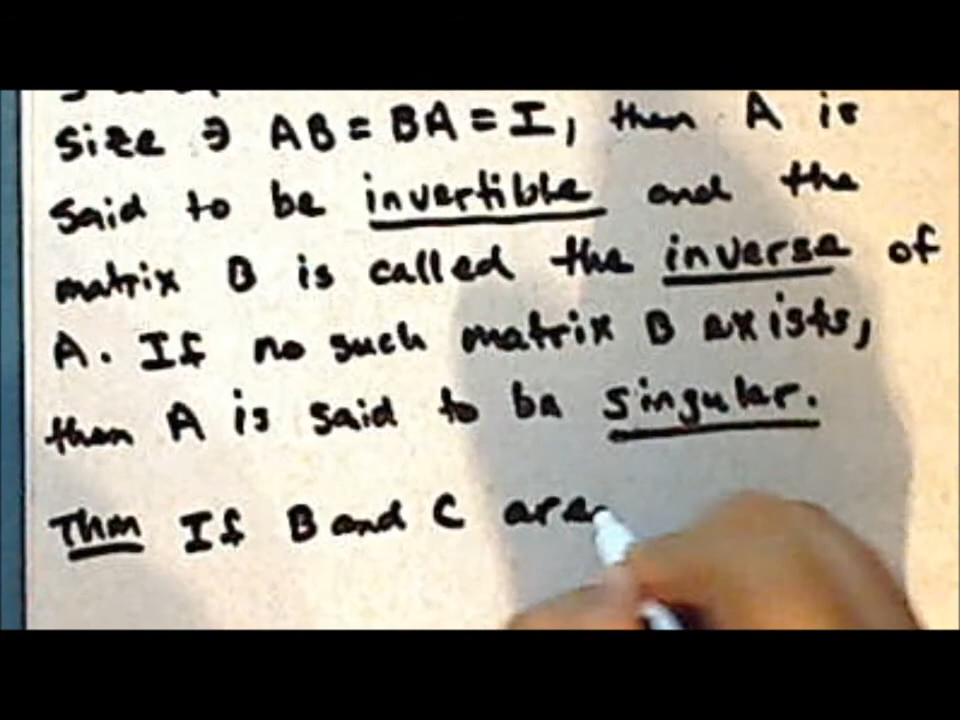 size ∋ AB = BA = I, then A is
said to be invertible and the
matrix B is called the inverse of
A. If no such matrix B exists,
then A is said to be singular.
Thm If B and C are